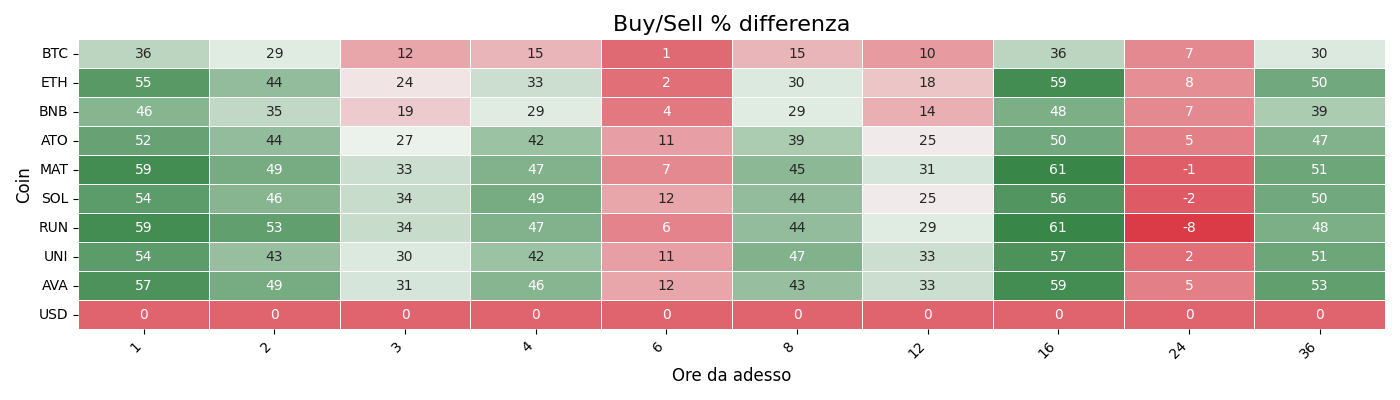 Buy/Sell % differenza
Coin
BTC 36 29 12 15 1 15 10 36 7 30
ETH 55 44 24 33 2 30 18 59 8 50
BNB 46 35 19 29 4 29 14 48 7 39
ATO 52 44 27 42 11 39 25 50 5 47
MAT 59 49 33 47 7 45 31 61 -1 51
SOL 54 46 34 49 12 44 25 56 -2 50
RUN 59 53 34 47 6 44 29 61 -8 48
UNI 54 43 30 42 11 47 33 57 2 51
AVA 57 49 31 46 12 43 33 59 5 53
USD 0 0 0 0 0 0 0 0 0 0
1 2 3 4 6 8 12 16 24 36
Ore da adesso